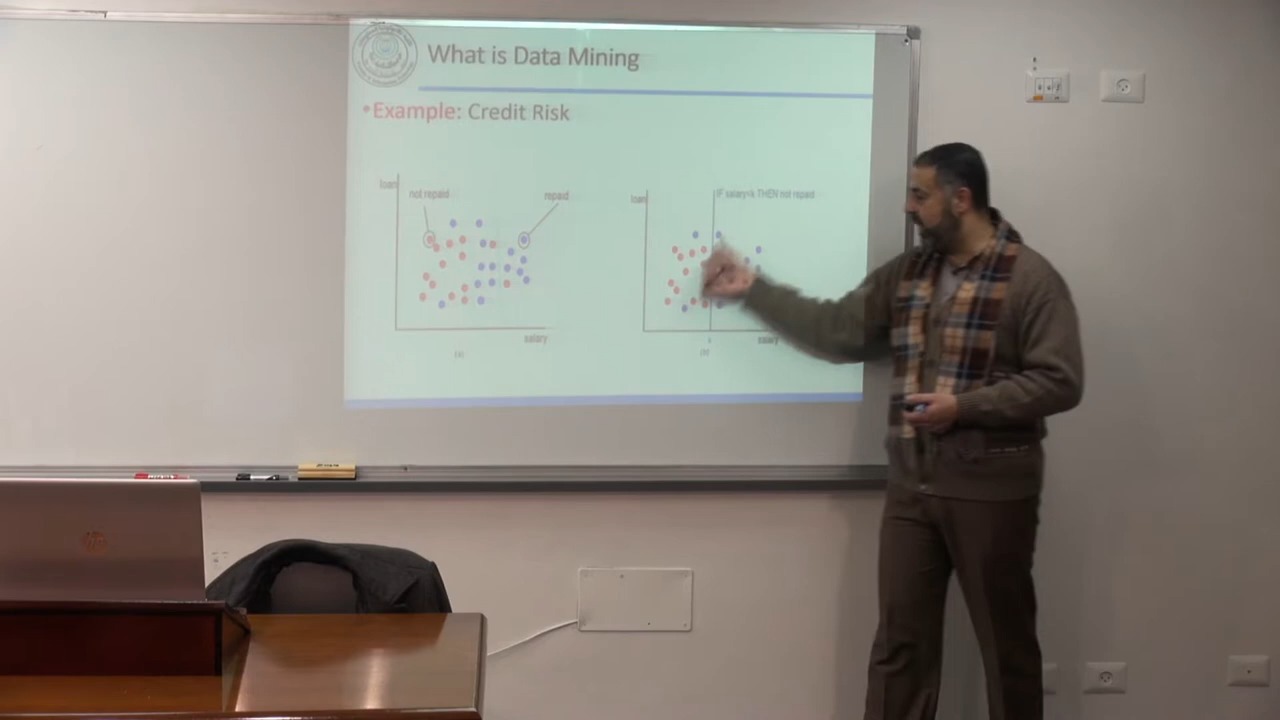 What is Data Mining
• Example: Credit Risk
loan
not repaid
repaid
salary
(a)
loan
IF salary<k THEN not repaid
salary
k
(b)
hp